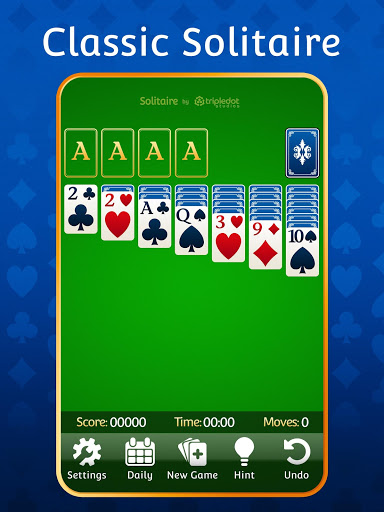 Classic Solitaire
Solitaire by tripledot
STUDIOS
A A A A
2 2 A Q 3 9 10
Score: 00000 Time: 00:00 Moves: 0
Settings Daily New Game Hint Undo